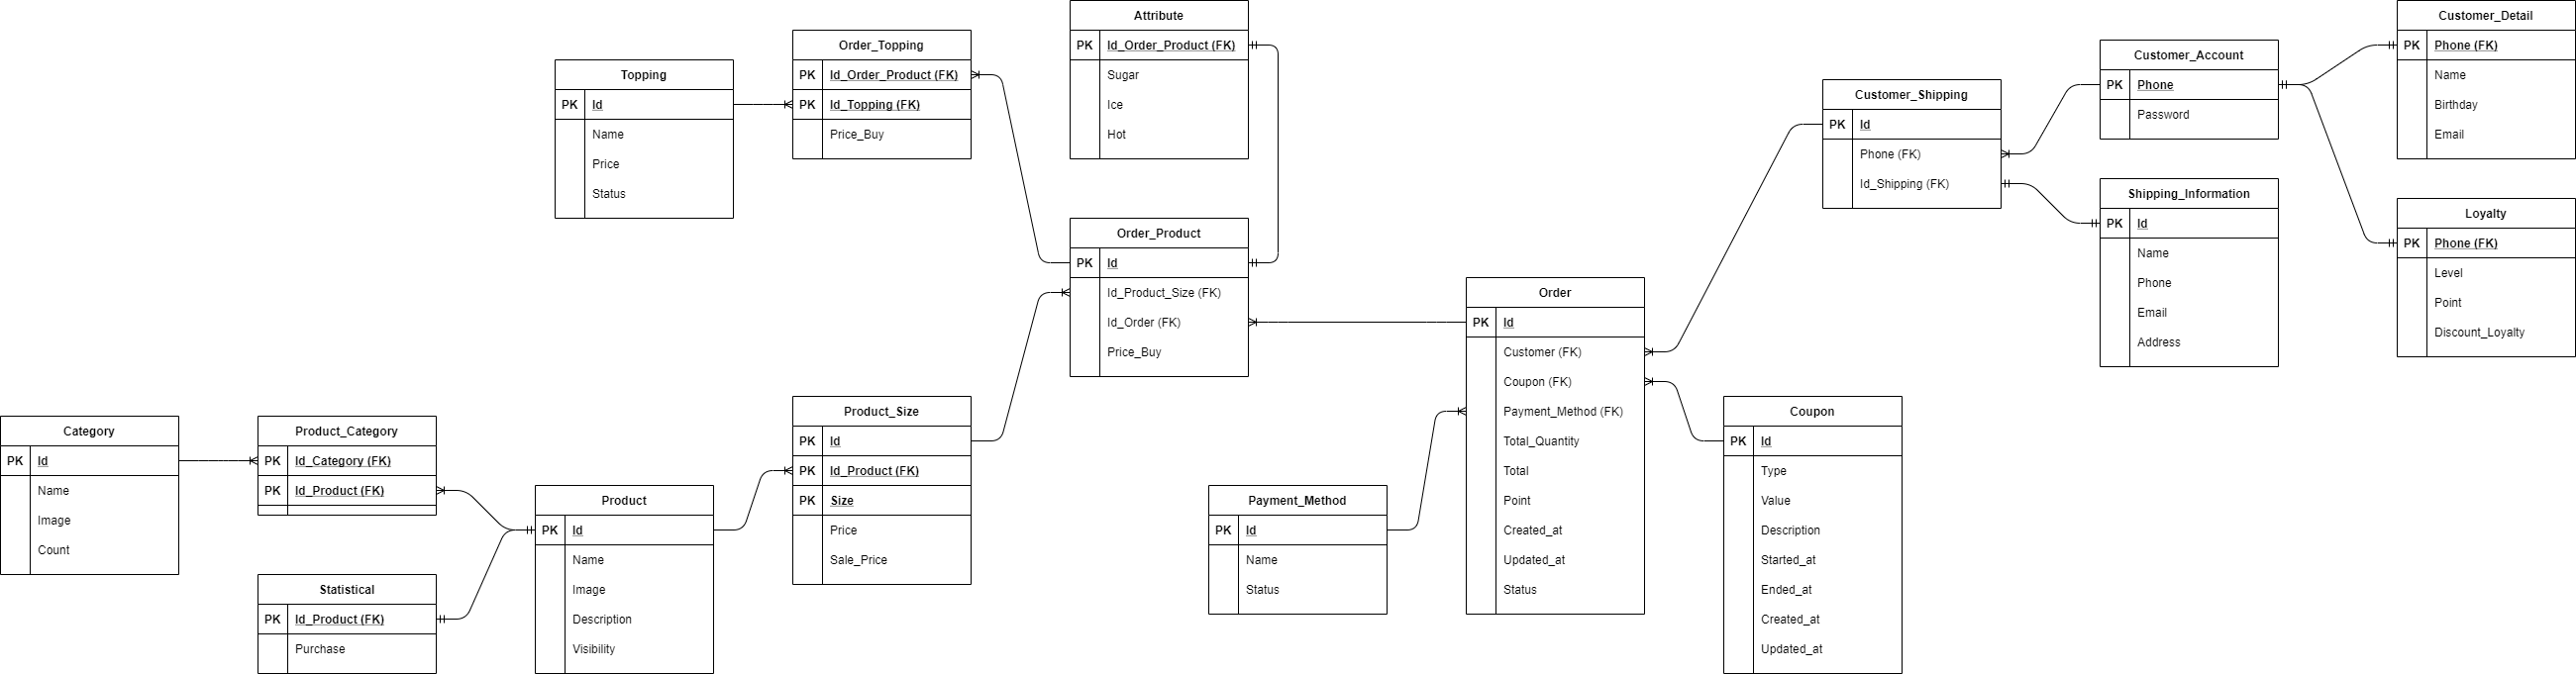 Attribute
PK Id_Order_Product (FK)
Sugar
Ice
Hot
Customer_Detail
PK Phone (FK)
Name
Birthday
Email
Order_Topping
PK Id_Order_Product (FK)
PK Id_Topping (FK)
Price_Buy
Customer_Account
PK Phone
Password
Topping
PK Id
Name
Price
Status
Customer_Shipping
PK Id
Phone (FK)
Id_Shipping (FK)
Shipping_Information
PK Id
Name
Phone
Email
Address
Loyalty
PK Phone (FK)
Level
Point
Discount_Loyalty
Order_Product
PK Id
Id_Product_Size (FK)
Id_Order (FK)
Price_Buy
Order
PK Id
Customer (FK)
Coupon (FK)
Payment_Method (FK)
Total_Quantity
Total
Point
Created_at
Updated_at
Status
Product_Size
PK Id
PK Id_Product (FK)
PK Size
Price
Sale_Price
Coupon
PK Id
Type
Value
Description
Started_at
Ended_at
Created_at
Updated_at
Category
PK Id
Name
Image
Count
Product_Category
PK Id_Category (FK)
PK Id_Product (FK)
Product
PK Id
Name
Image
Description
Visibility
Payment_Method
PK Id
Name
Status
Statistical
PK Id_Product (FK)
Purchase